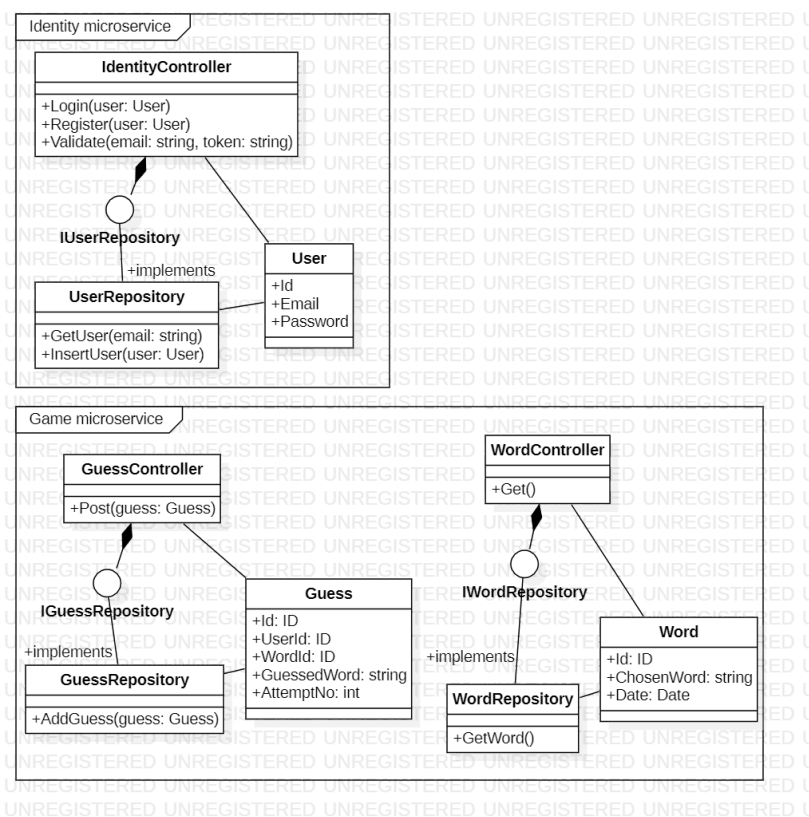 Identity microservice
IdentityController
+Login(user: User)
+Register(user: User)
+Validate(email: string, token: string)
IUserRepository
+implements
User
+Id
+Email
+Password
UserRepository
+GetUser(email: string)
+InsertUser(user: User)
Game microservice
GuessController
+Post(guess: Guess)
IGuessRepository
+implements
Guess
+Id: ID
+UserId: ID
+WordId: ID
+GuessedWord: string
+AttemptNo: int
GuessRepository
+AddGuess(guess: Guess)
WordController
+Get()
IWordRepository
+implements
Word
+Id: ID
+ChosenWord: string
+Date: Date
WordRepository
+GetWord()
UNREGISTERED